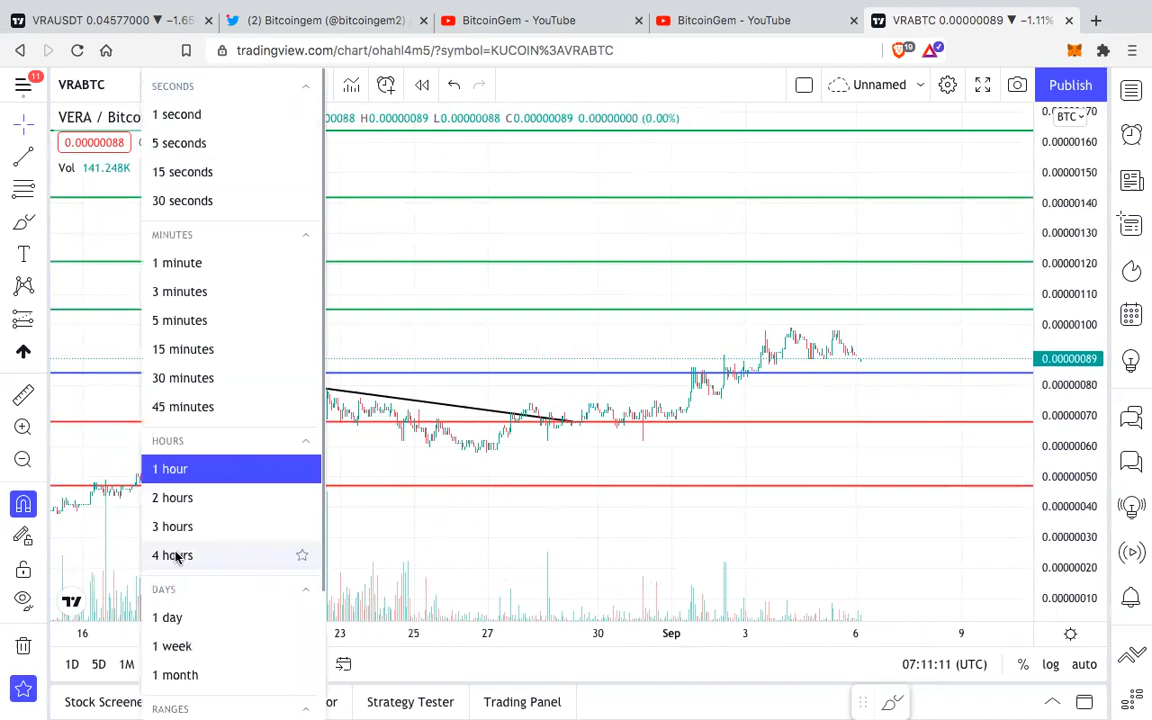 VRAUSDT 0.04577000 ▼ −1.65
(2) Bitcoingem (@bitcoingem2)
BitcoinGem - YouTube
BitcoinGem - YouTube
VRABTC 0.00000089 ▼ −1.11%
tradingview.com/chart/ohahl4m5/?symbol=KUCOIN%3AVRABTC
19
11
VRABTC
Unnamed
Publish
VERA / Bitco
0.00000088
Vol 141.248K
088 H0.00000089 L0.00000088 C0.00000089 0.00000000 (0.00%)
BTC
SECONDS
1 second
5 seconds
15 seconds
30 seconds
MINUTES
1 minute
3 minutes
5 minutes
15 minutes
30 minutes
45 minutes
HOURS
1 hour
2 hours
3 hours
4 hours
DAYS
1 day
1 week
1 month
RANGES
0.00000170
0.00000160
0.00000150
0.00000140
0.00000130
0.00000120
0.00000110
0.00000100
0.00000089
0.00000080
0.00000070
0.00000060
0.00000050
0.00000040
0.00000030
0.00000020
0.00000010
16 23 25 27 30 Sep 3 6 9
1D 5D 1M
07:11:11 (UTC) % log auto
Stock Screene
or
Strategy Tester
Trading Panel